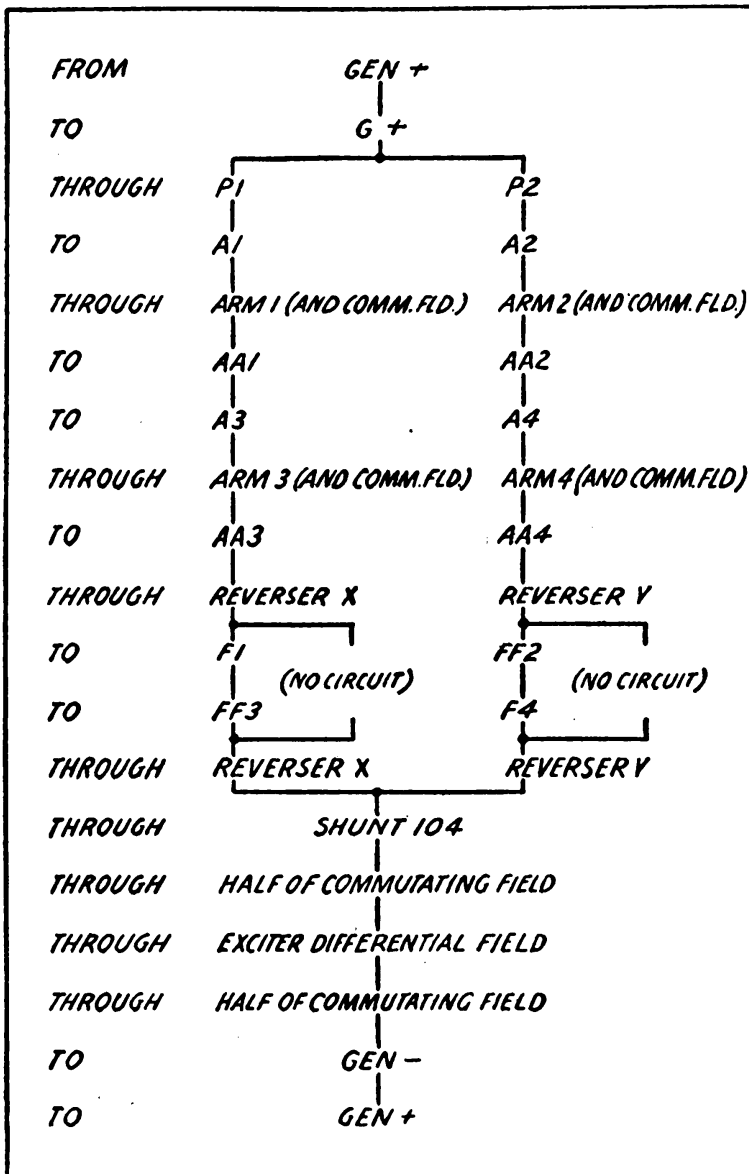 FROM GEN +
TO G +
THROUGH P1 P2
TO A1 A2
THROUGH ARM 1 (AND COMM. FLD.) ARM 2 (AND COMM. FLD.)
TO AA1 AA2
TO A3 A4
THROUGH ARM 3 (AND COMM. FLD.) ARM 4 (AND COMM. FLD)
TO AA3 AA4
THROUGH REVERSER X REVERSER Y
TO F1 FF2
(NO CIRCUIT) (NO CIRCUIT)
TO FF3 F4
THROUGH REVERSER X REVERSER Y
THROUGH SHUNT 104
THROUGH HALF OF COMMUTATING FIELD
THROUGH EXCITER DIFFERENTIAL FIELD
THROUGH HALF OF COMMUTATING FIELD
TO GEN –
TO GEN +